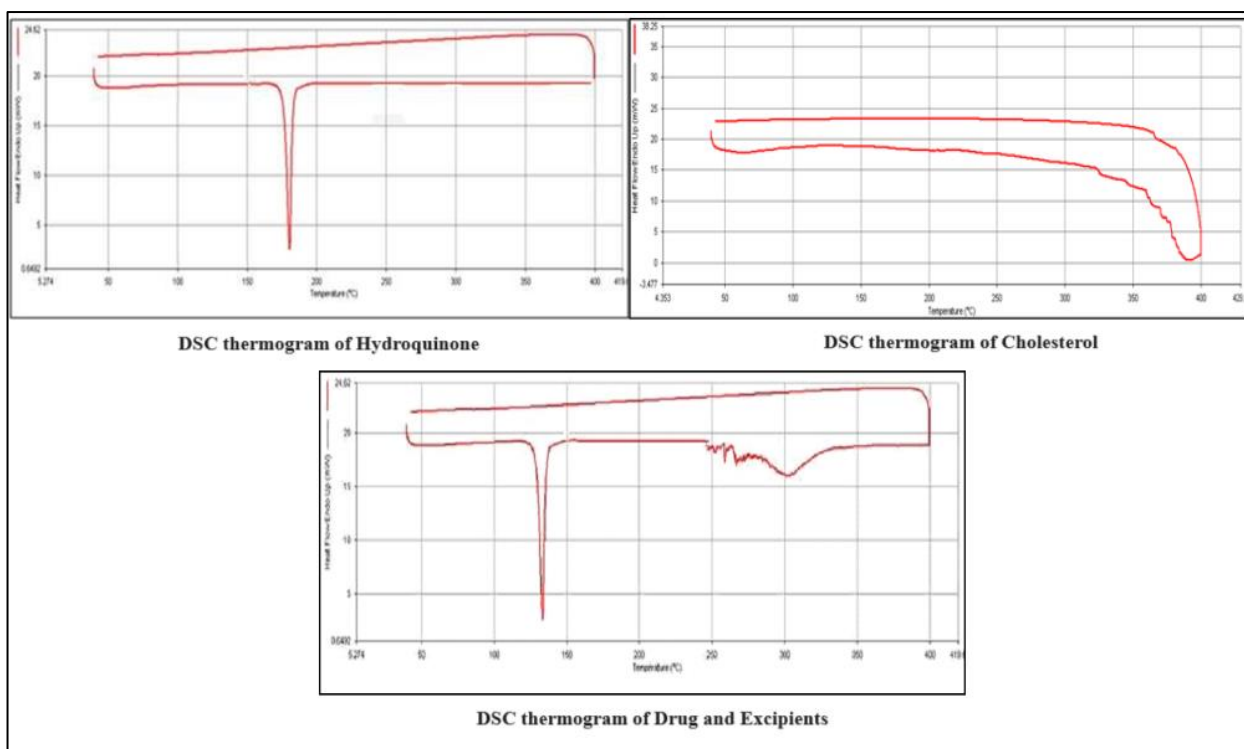 24.62
20
15
10
5
0.6492
Heat Flow Endo Up (mW)
5.274 50 100 150 200 250 300 350 400
Temperature (°C)
DSC thermogram of Hydroquinone
38.25
35
30
25
20
15
10
5
0
-3.477
Heat Flow Endo Up (mW)
4.353 50 100 150 200 250 300 350 400
Temperature (°C)
DSC thermogram of Cholesterol
24.62
20
15
10
5
0.6492
Heat Flow Endo Up (mW)
5.274 50 100 150 200 250 300 350 400
Temperature (°C)
DSC thermogram of Drug and Excipients